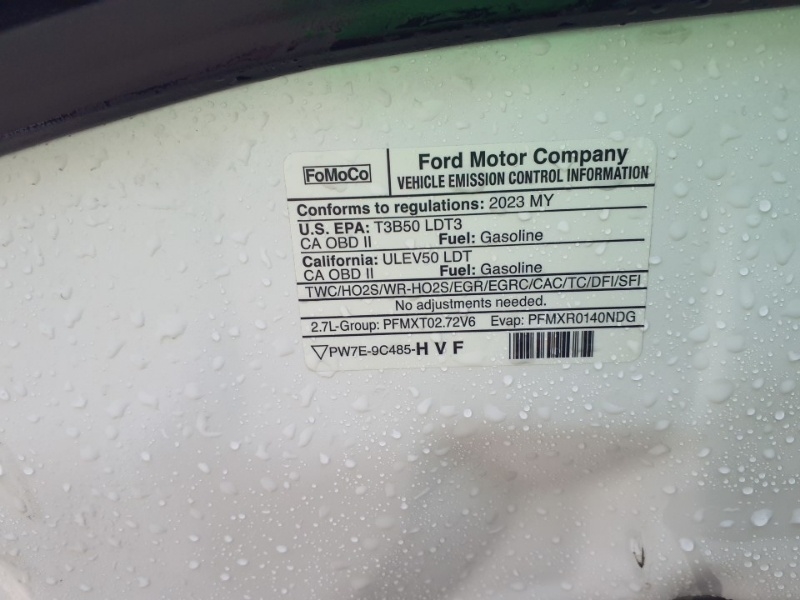 FoMoCo
Ford Motor Company
VEHICLE EMISSION CONTROL INFORMATION
Conforms to regulations: 2023 MY
U.S. EPA: T3B50 LDT3
CA OBD II Fuel: Gasoline
California: ULEV50 LDT
CA OBD II Fuel: Gasoline
TWC/HO2S/WR-HO2S/EGR/EGRC/CAC/TC/DFI/SFI
No adjustments needed.
2.7L-Group: PFMXT02.72V6 Evap: PFMXR0140NDG
▽PW7E-9C485-H V F